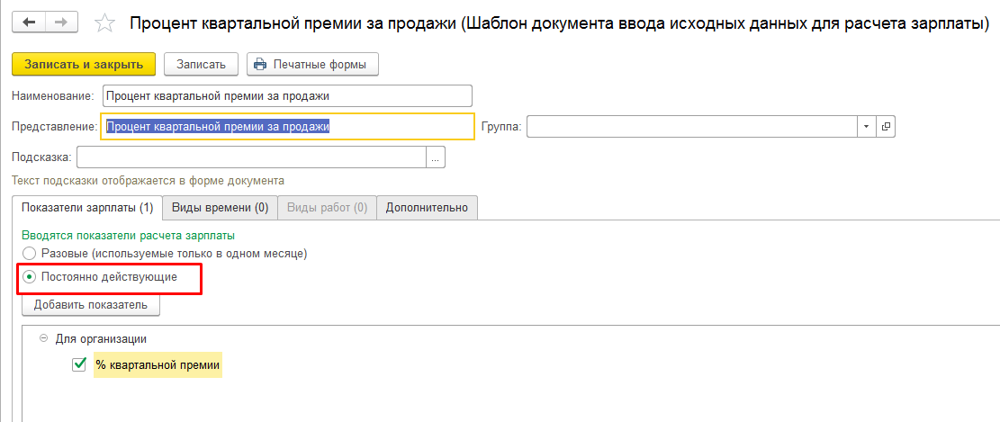 Процент квартальной премии за продажи (Шаблон документа ввода исходных данных для расчета зарплаты)
Записать и закрыть Записать Печатные формы
Наименование: Процент квартальной премии за продажи
Представление: Процент квартальной премии за продажи Группа:
Подсказка: ...
Текст подсказки отображается в форме документа
Показатели зарплаты (1) Виды времени (0) Виды работ (0) Дополнительно
Вводятся показатели расчета зарплаты
Разовые (используемые только в одном месяце)
Постоянно действующие
Добавить показатель
Для организации
% квартальной премии